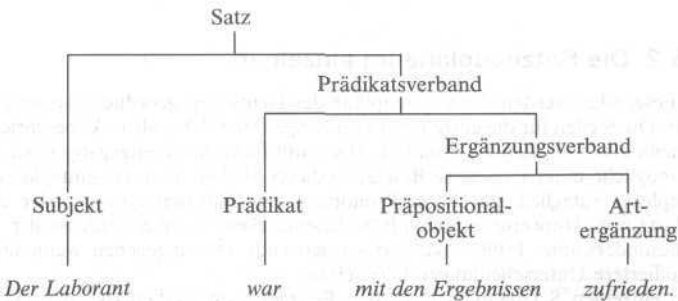 Satz
Prädikatsverband
Ergänzungsverband
Subjekt Prädikat Präpositional- Art-
objekt ergänzung
Der Laborant war mit den Ergebnissen zufrieden.